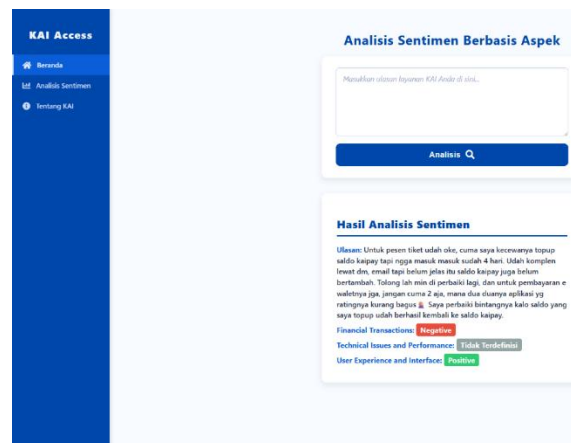 KAI Access
Beranda
Analisis Sentimen
Tentang KAI
Analisis Sentimen Berbasis Aspek
Masukkan ulasan layanan KAI Anda di sini...
Analisis
Hasil Analisis Sentimen
Ulasan: Untuk pesen tiket udah oke, cuma saya kecewanya topup
saldo kaipay tapi ngga masuk masuk sudah 4 hari. Udah komplen
lewat dm, email tapi belum jelas itu saldo kaipay juga belum
bertambah. Tolong lah min di perbaiki lagi, dan untuk pembayaran e
waletnya jga, jangan cuma 2 aja, mana dua duanya aplikasi yg
ratingnya kurang bagus Saya perbaiki bintangnya kalo saldo yang
saya topup udah berhasil kembali ke saldo kaipay.
Financial Transactions: Negative
Technical Issues and Performance: Tidak Terdefinisi
User Experience and Interface: Positive